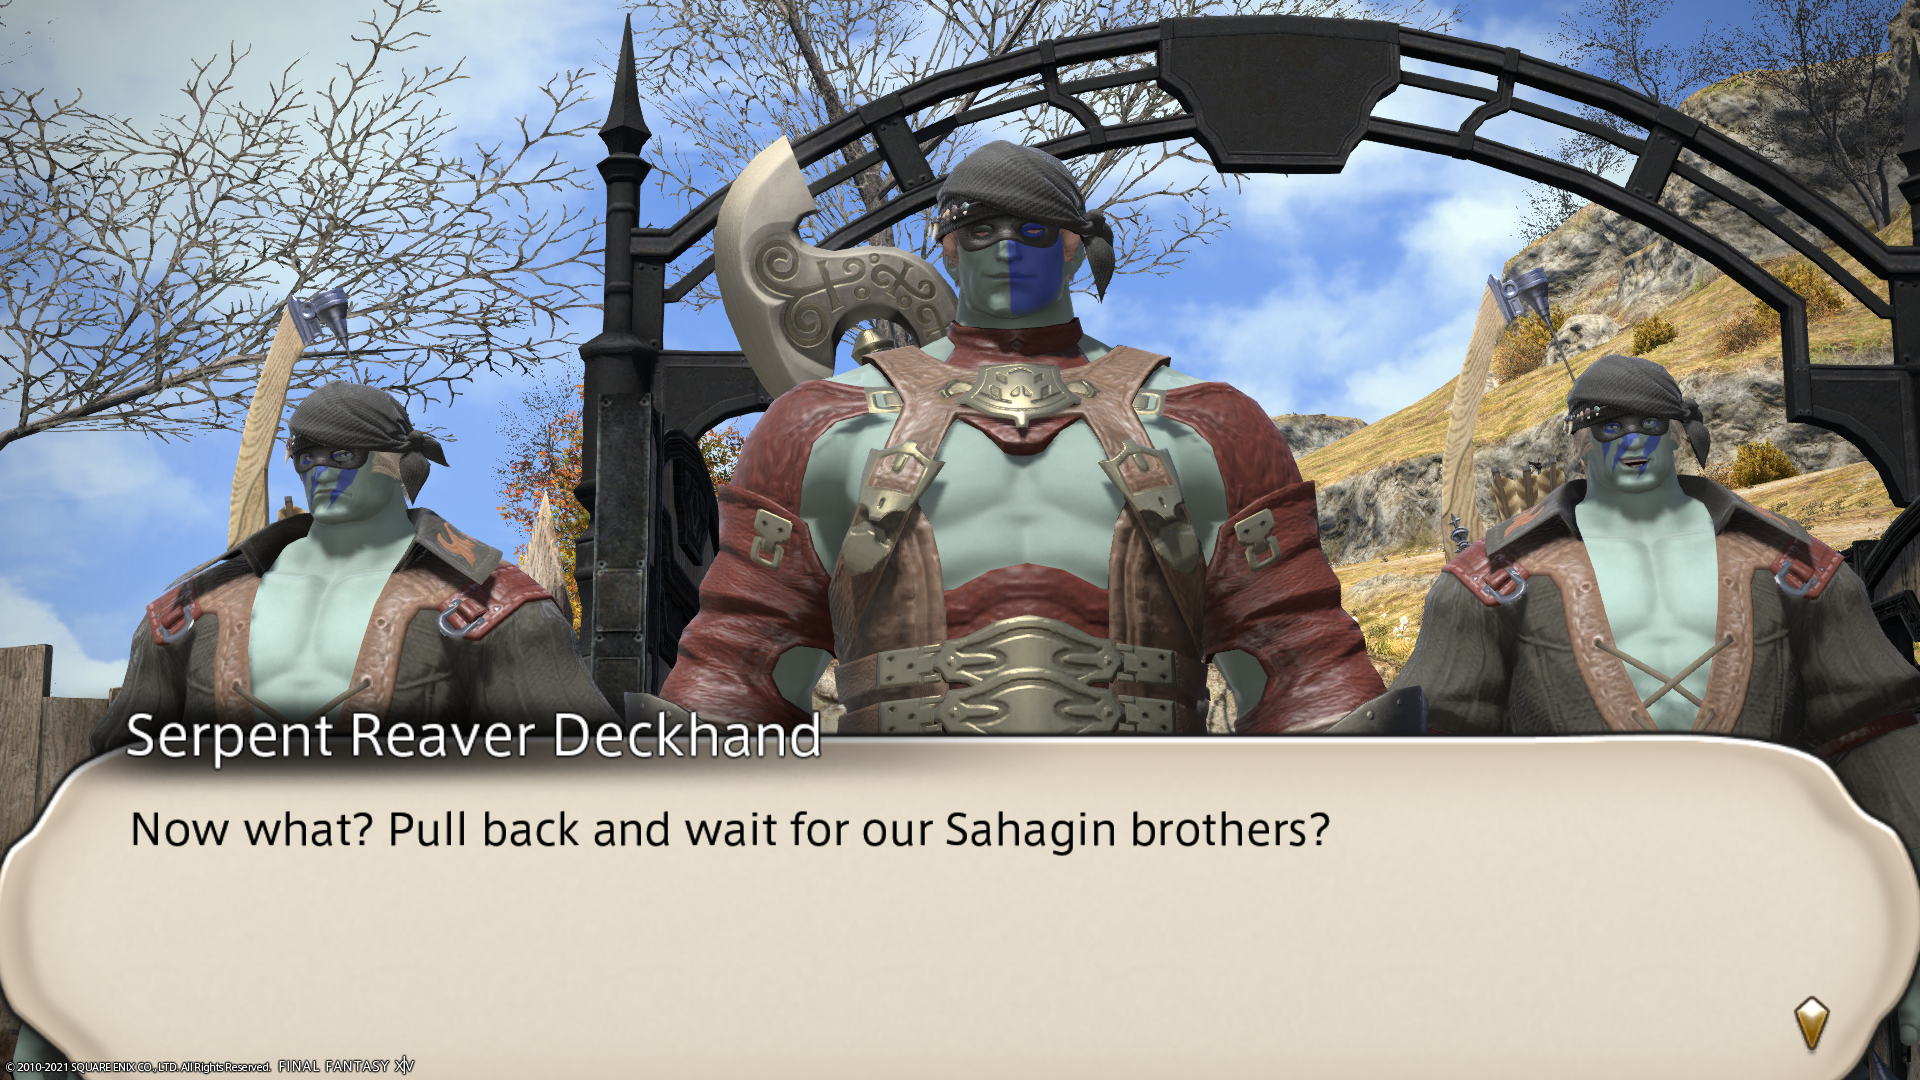 Serpent Reaver Deckhand
Now what? Pull back and wait for our Sahagin brothers?
© 2010-2021 SQUARE ENIX CO., LTD. All Rights Reserved. FINAL FANTASY XIV